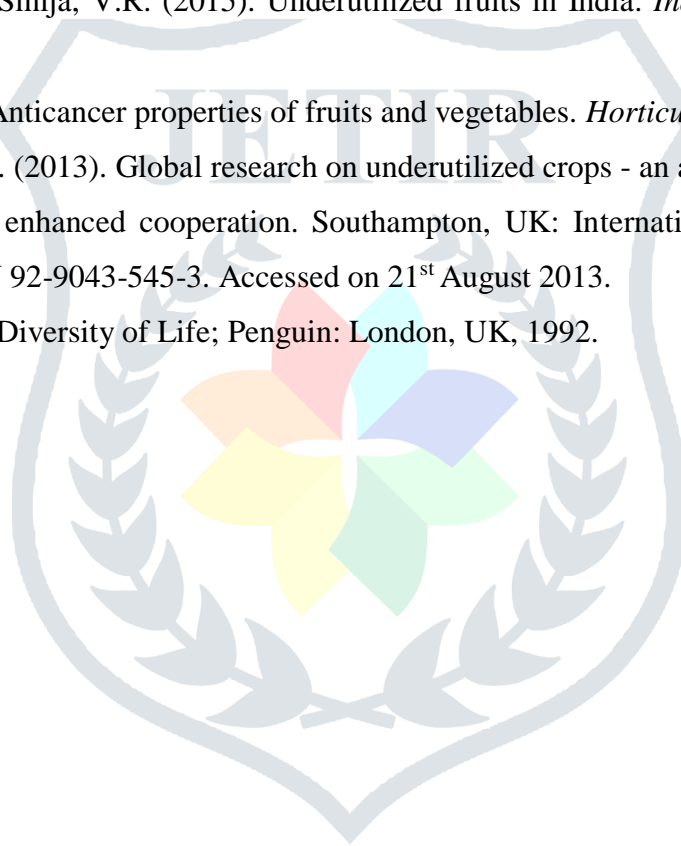 Sinija, V.R. (2015). Underutilized fruits in India.
JETIR
Anticancer properties of fruits and vegetables. Horticu
. (2013). Global research on underutilized crops - an a
enhanced cooperation. Southampton, UK: Internati
92-9043-545-3. Accessed on 21st August 2013.
Diversity of Life; Penguin: London, UK, 1992.